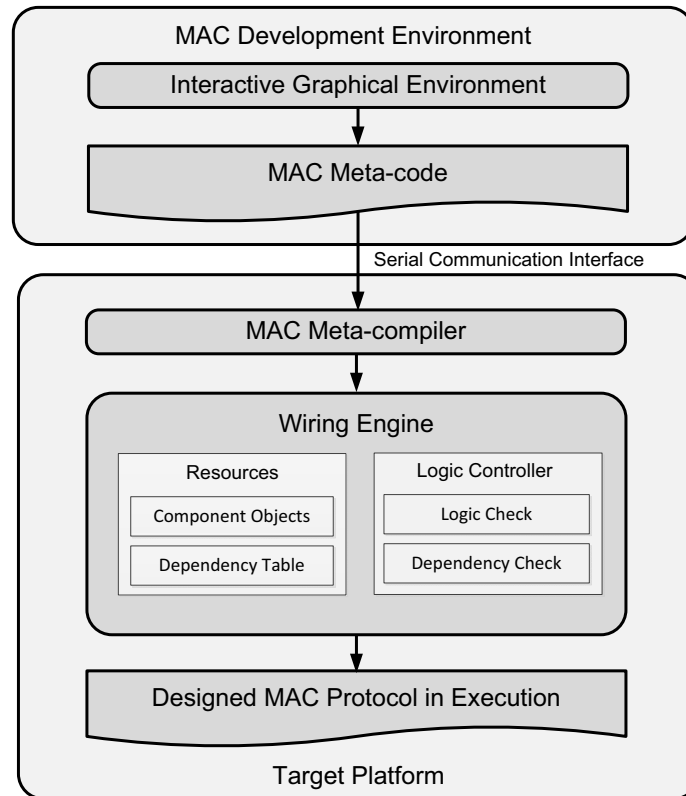 MAC Development Environment
Interactive Graphical Environment
MAC Meta-code
Serial Communication Interface
MAC Meta-compiler
Wiring Engine
Resources
Component Objects
Dependency Table
Logic Controller
Logic Check
Dependency Check
Designed MAC Protocol in Execution
Target Platform